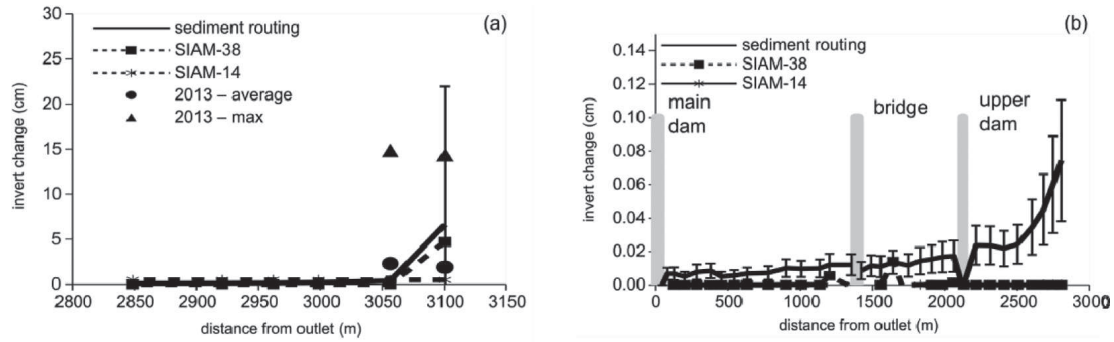 (a)
sediment routing
SIAM-38
SIAM-14
2013 – average
2013 – max
30
25
20
15
10
5
0
invert change (cm)
2800 2850 2900 2950 3000 3050 3100 3150
distance from outlet (m)
(b)
sediment routing
SIAM-38
SIAM-14
main
dam
bridge
upper
dam
0.14
0.12
0.10
0.08
0.06
0.04
0.02
0.00
invert change (cm)
0 500 1000 1500 2000 2500 3000
distance from outlet (m)